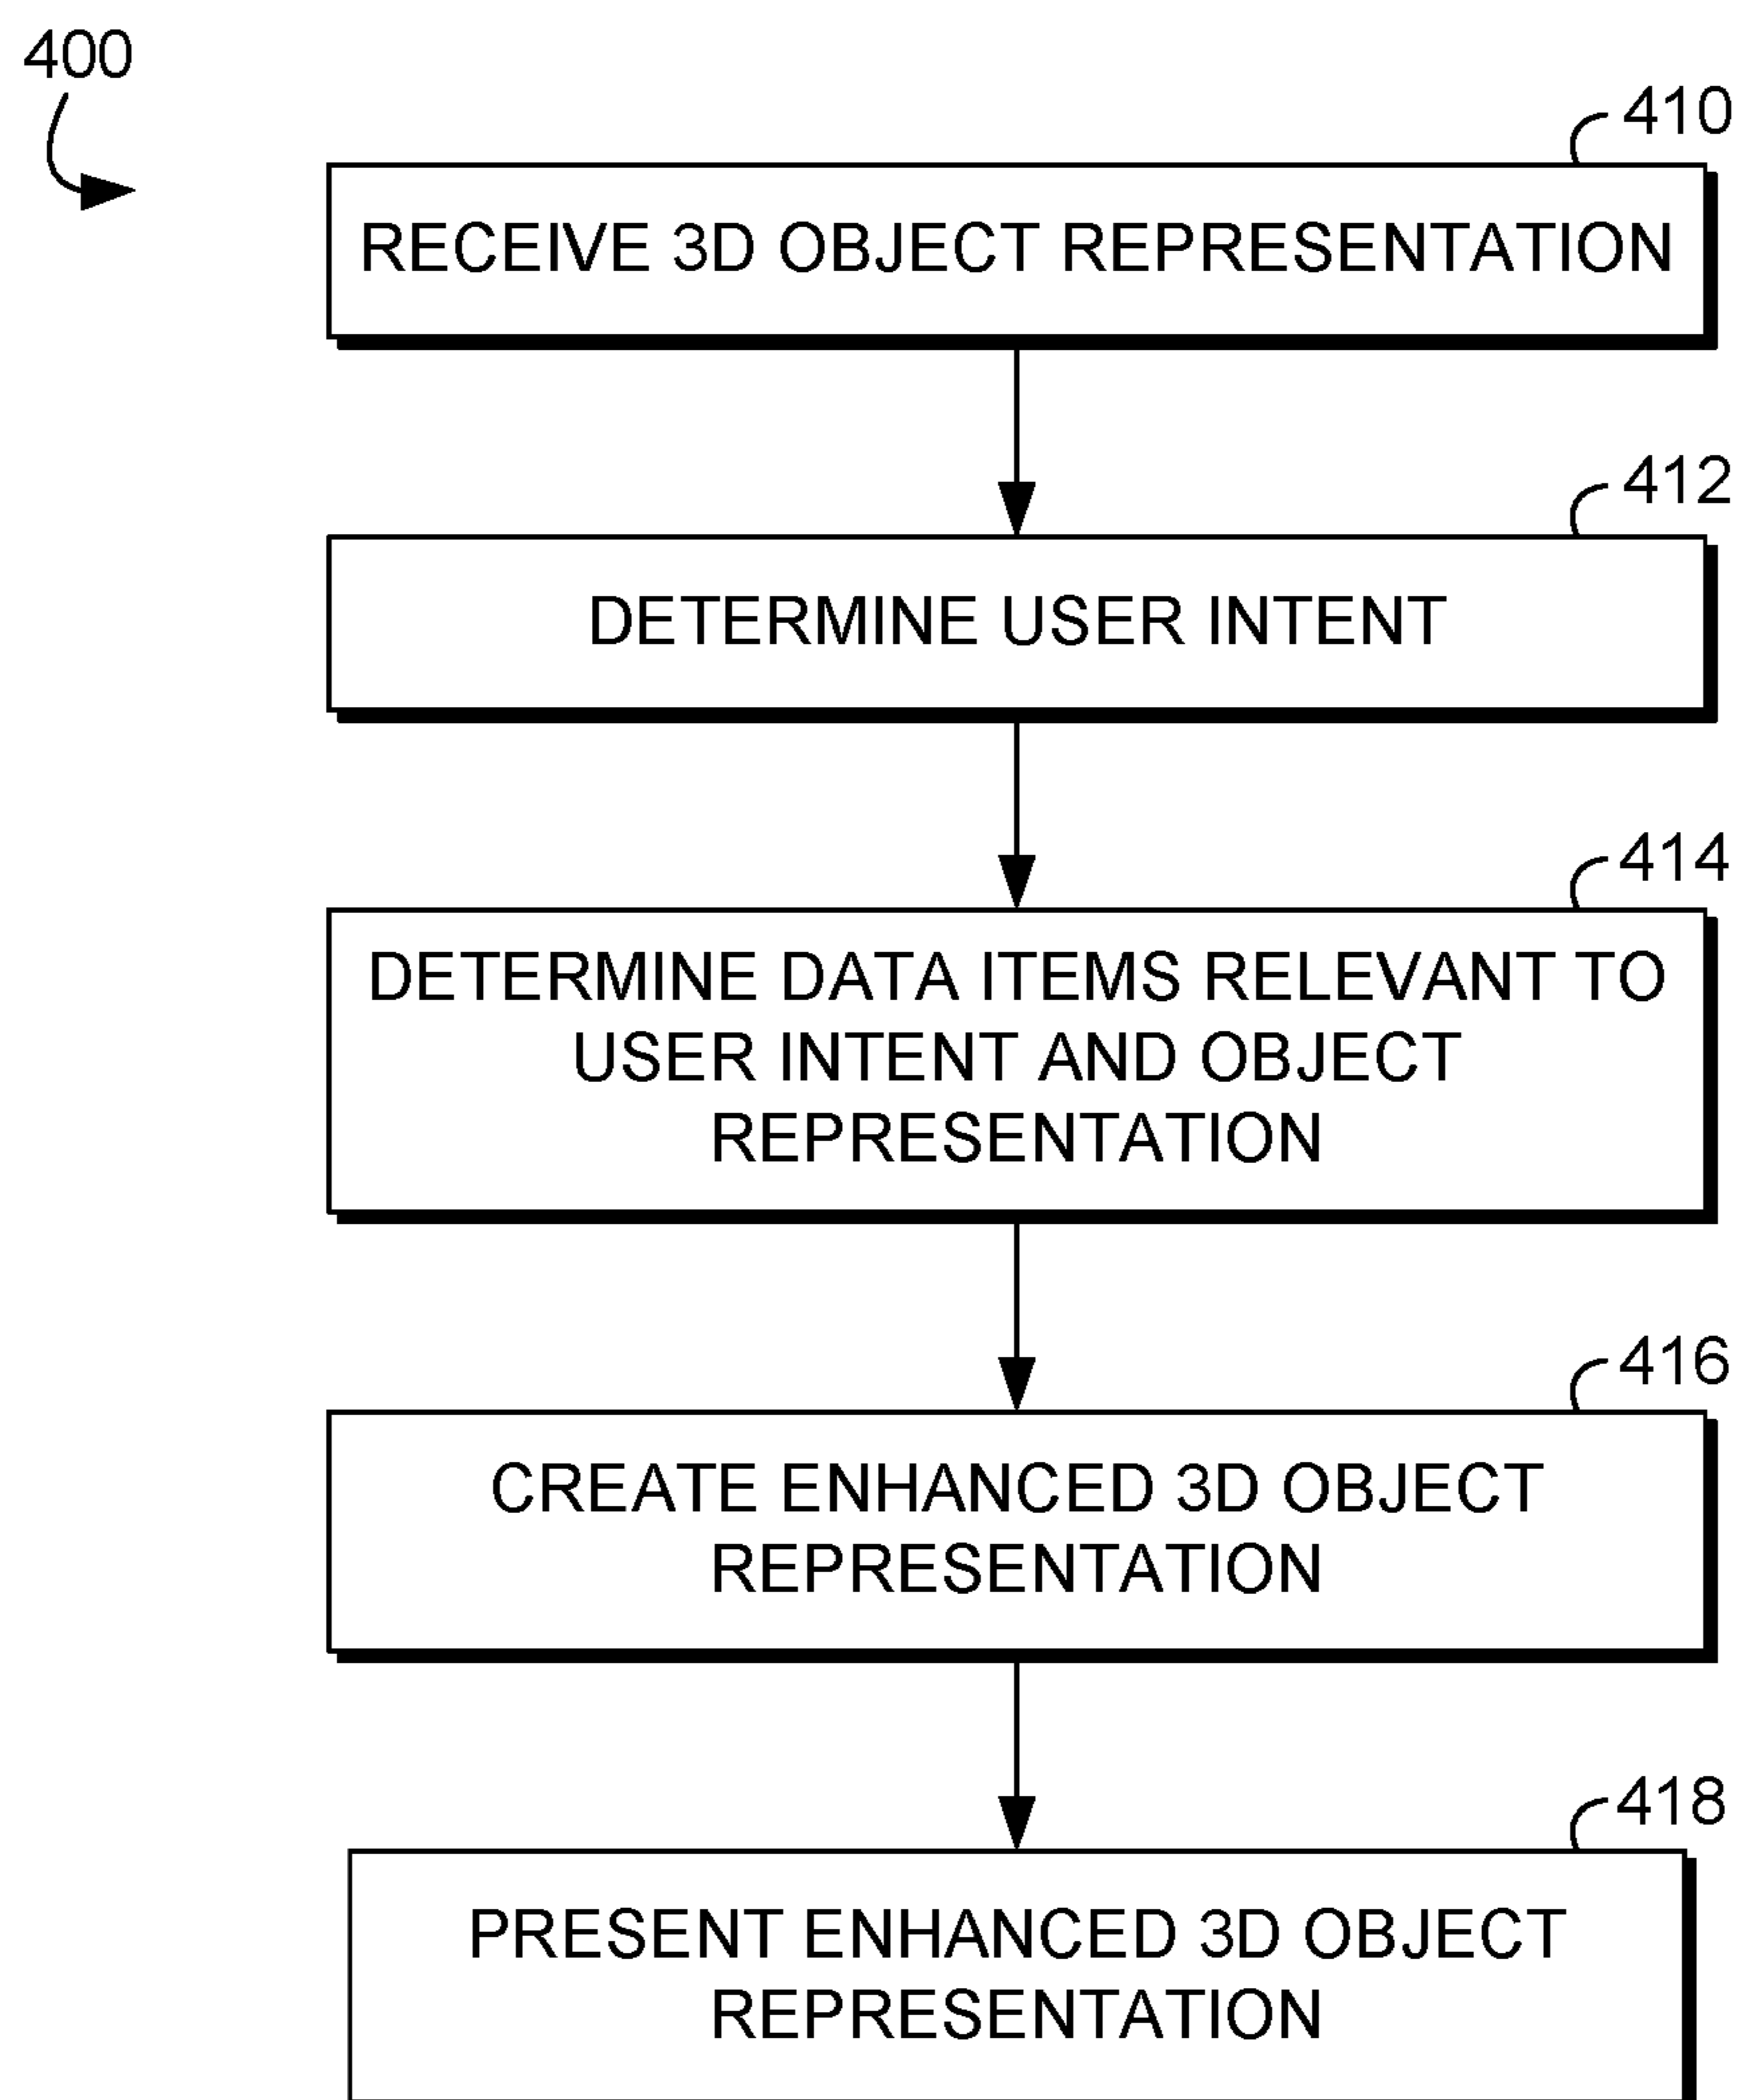 400
410
RECEIVE 3D OBJECT REPRESENTATION
412
DETERMINE USER INTENT
414
DETERMINE DATA ITEMS RELEVANT TO
USER INTENT AND OBJECT
REPRESENTATION
416
CREATE ENHANCED 3D OBJECT
REPRESENTATION
418
PRESENT ENHANCED 3D OBJECT
REPRESENTATION